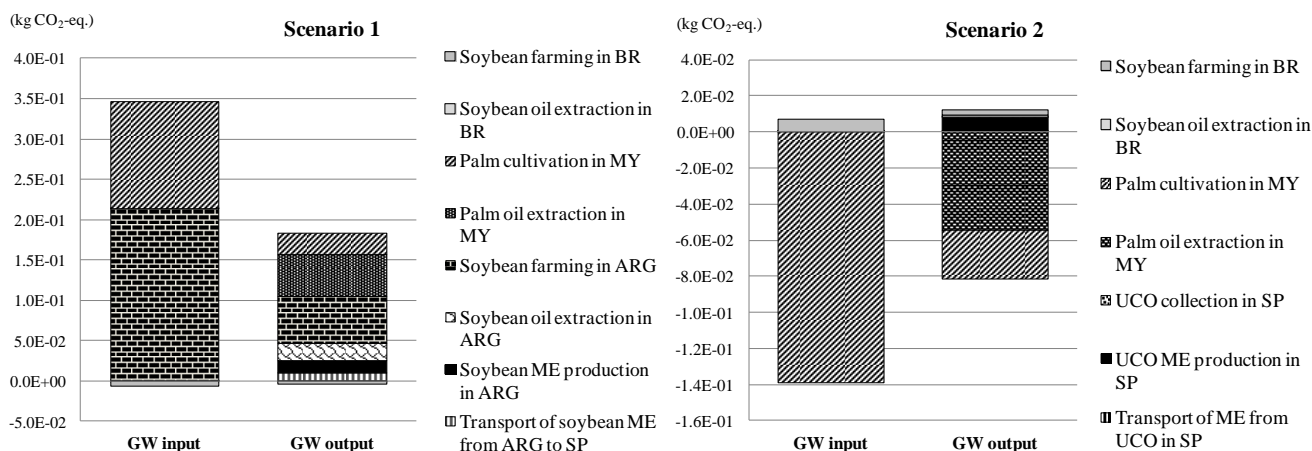 (kg CO₂-eq.)
Scenario 1
4.0E-01
3.5E-01
3.0E-01
2.5E-01
2.0E-01
1.5E-01
1.0E-01
5.0E-02
0.0E+00
-5.0E-02
GW input
GW output
Soybean farming in BR
Soybean oil extraction in
BR
Palm cultivation in MY
Palm oil extraction in
MY
Soybean farming in ARG
Soybean oil extraction in
ARG
Soybean ME production
in ARG
Transport of soybean ME
from ARG to SP
(kg CO₂-eq.)
Scenario 2
4.0E-02
2.0E-02
0.0E+00
-2.0E-02
-4.0E-02
-6.0E-02
-8.0E-02
-1.0E-01
-1.2E-01
-1.4E-01
-1.6E-01
GW input
GW output
Soybean farming in BR
Soybean oil extraction in
BR
Palm cultivation in MY
Palm oil extraction in
MY
UCO collection in SP
UCO ME production in
SP
Transport of ME from
UCO in SP